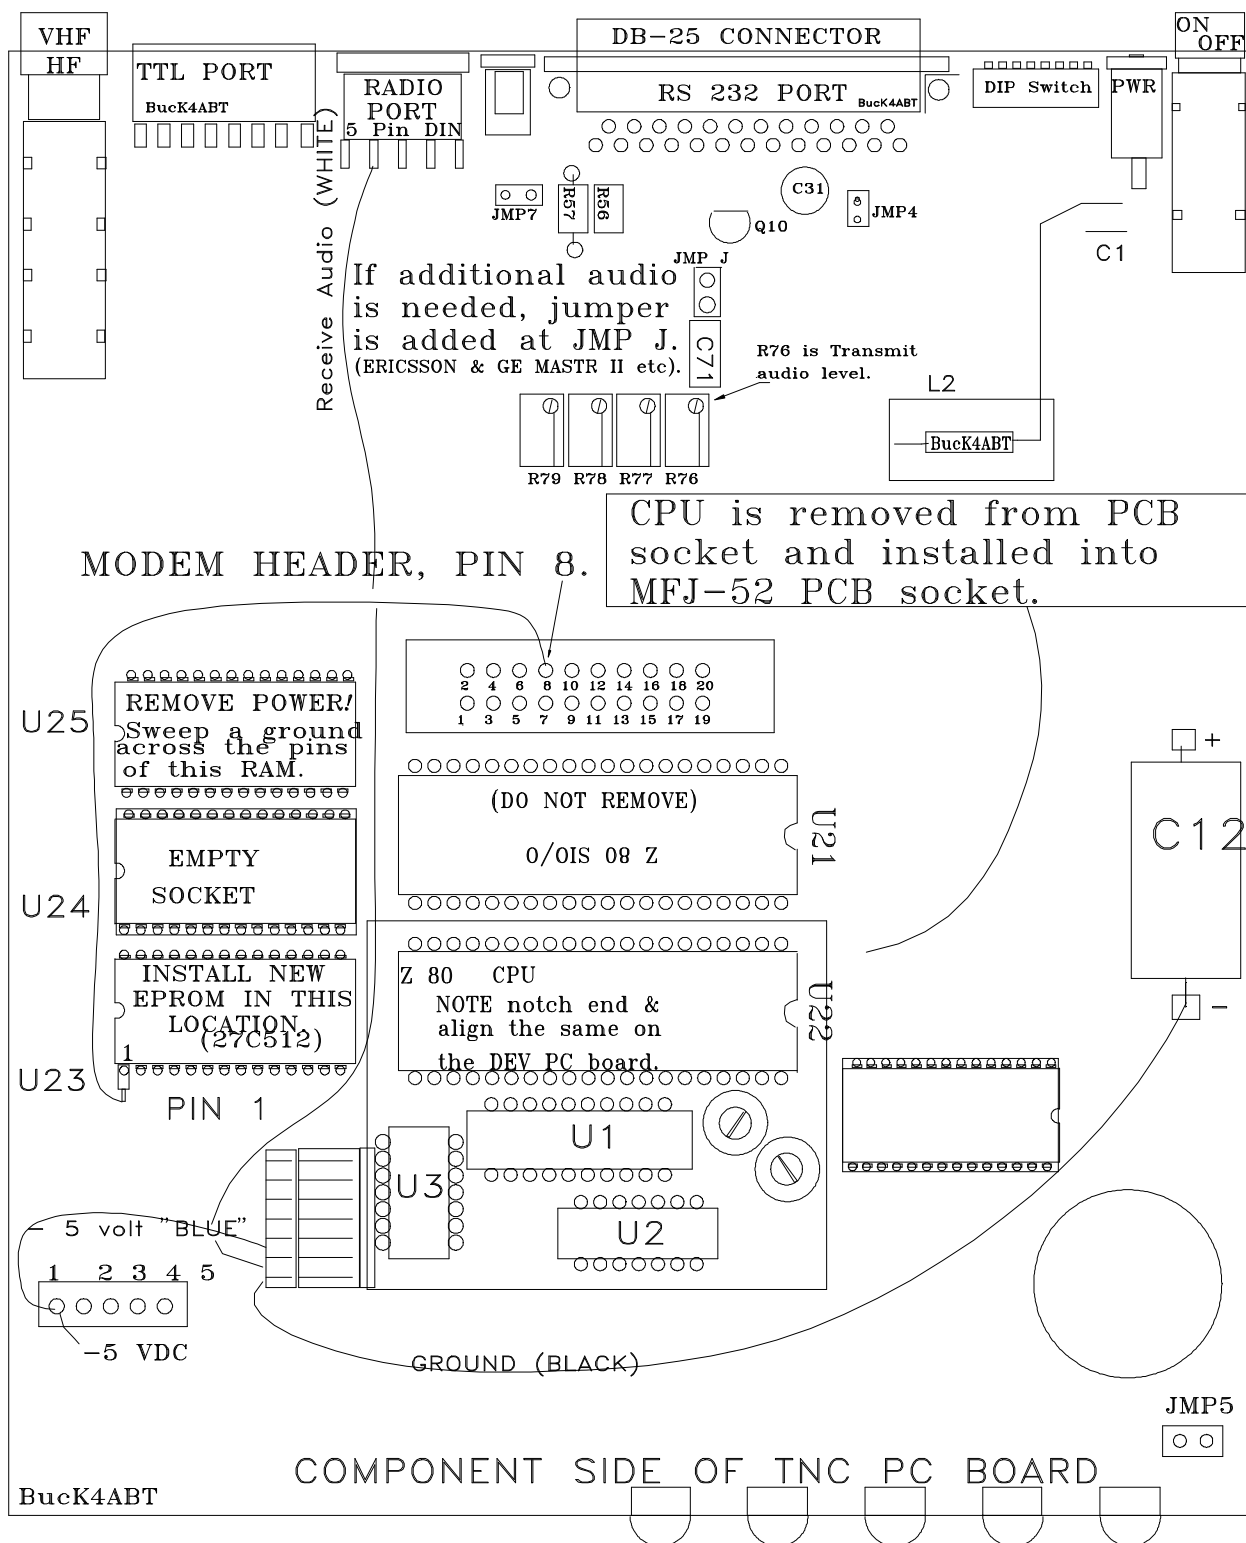 VHF
HF
TTL PORT
BucK4ABT
RADIO
PORT
5 Pin DIN
DB-25 CONNECTOR
RS 232 PORT
BucK4ABT
DIP Switch
PWR
ON
OFF
Receive Audio (WHITE)
JMP7
R57
R56
C31
Q10
JMP4
C1
JMP J
If additional audio
is needed, jumper
is added at JMP J.
(ERICSSON & GE MASTR II etc).
C71
R76 is Transmit
audio level.
L2
BucK4ABT
R79 R78 R77 R76
CPU is removed from PCB
socket and installed into
MFJ-52 PCB socket.
MODEM HEADER, PIN 8.
2 4 6 8 10 12 14 16 18 20
1 3 5 7 9 11 13 15 17 19
U25
REMOVE POWER!
Sweep a ground
across the pins
of this RAM.
(DO NOT REMOVE)
Z 80 SIO/0
U21
+
C12
-
U24
EMPTY
SOCKET
INSTALL NEW
EPROM IN THIS
LOCATION.
(27C512)
1
U23
PIN 1
Z 80 CPU
NOTE notch end &
align the same on
the DEV PC board.
U22
U1
U3
U2
- 5 volt "BLUE"
1 2 3 4 5
-5 VDC
GROUND (BLACK)
JMP5
COMPONENT SIDE OF TNC PC BOARD
BucK4ABT